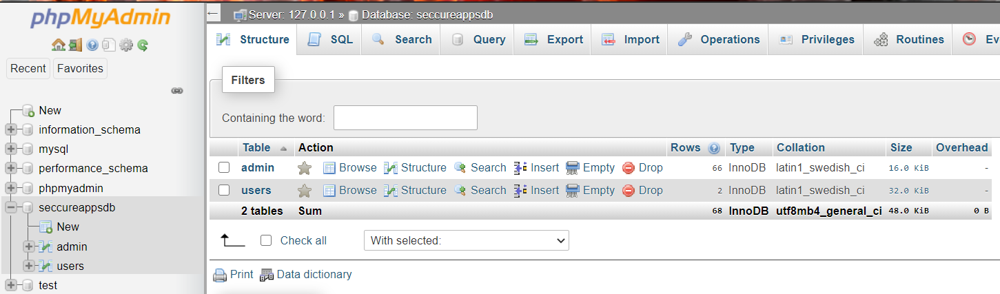 phpMyAdmin
Recent Favorites
New
information_schema
mysql
performance_schema
phpmyadmin
seccureappsdb
New
admin
users
test
Server: 127.0.0.1 » Database: seccureappsdb
Structure SQL Search Query Export Import Operations Privileges Routines Ev
Filters
Containing the word:
Table Action Rows Type Collation Size Overhead
admin Browse Structure Search Insert Empty Drop 66 InnoDB latin1_swedish_ci 16.0 KiB -
users Browse Structure Search Insert Empty Drop 2 InnoDB latin1_swedish_ci 32.0 KiB -
2 tables Sum 68 InnoDB utf8mb4_general_ci 48.0 KiB 0 B
Check all With selected:
Print Data dictionary